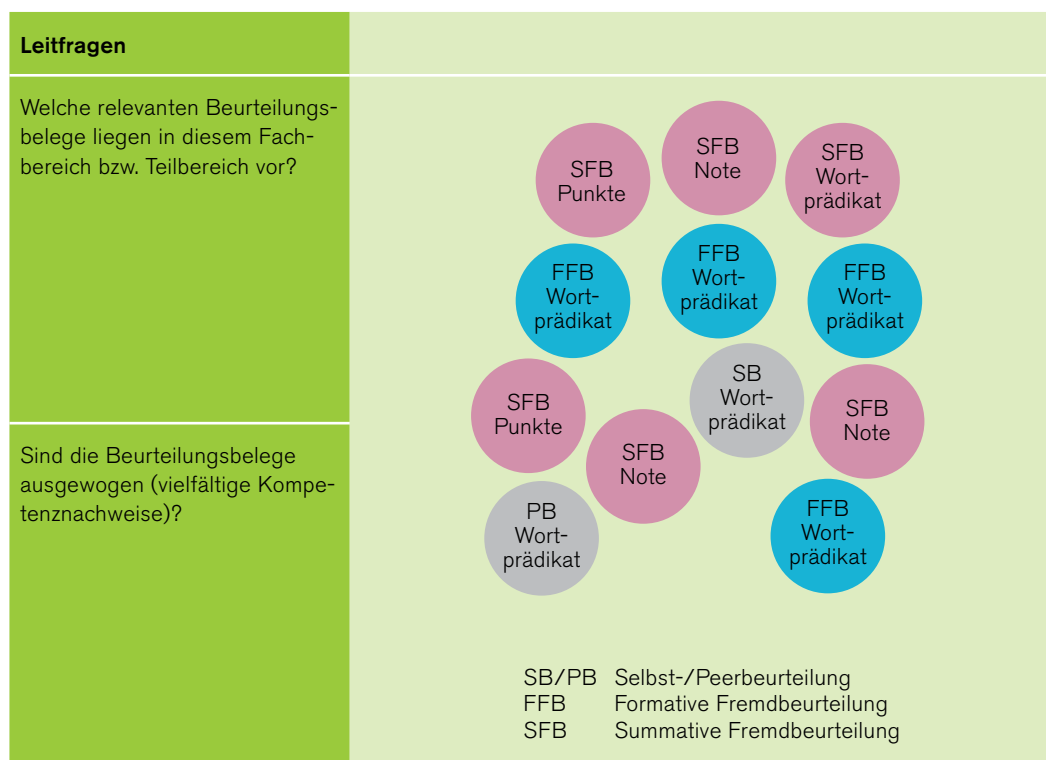 Leitfragen
Welche relevanten Beurteilungs-
belege liegen in diesem Fach-
bereich bzw. Teilbereich vor?
Sind die Beurteilungsbelege
ausgewogen (vielfältige Kompe-
tenznachweise)?
SFB
Punkte
SFB
Note
SFB
Wort-
prädikat
FFB
Wort-
prädikat
FFB
Wort-
prädikat
FFB
Wort-
prädikat
SFB
Punkte
SFB
Note
SB
Wort-
prädikat
SFB
Note
PB
Wort-
prädikat
FFB
Wort-
prädikat
SB/PB Selbst-/Peerbeurteilung
FFB Formative Fremdbeurteilung
SFB Summative Fremdbeurteilung